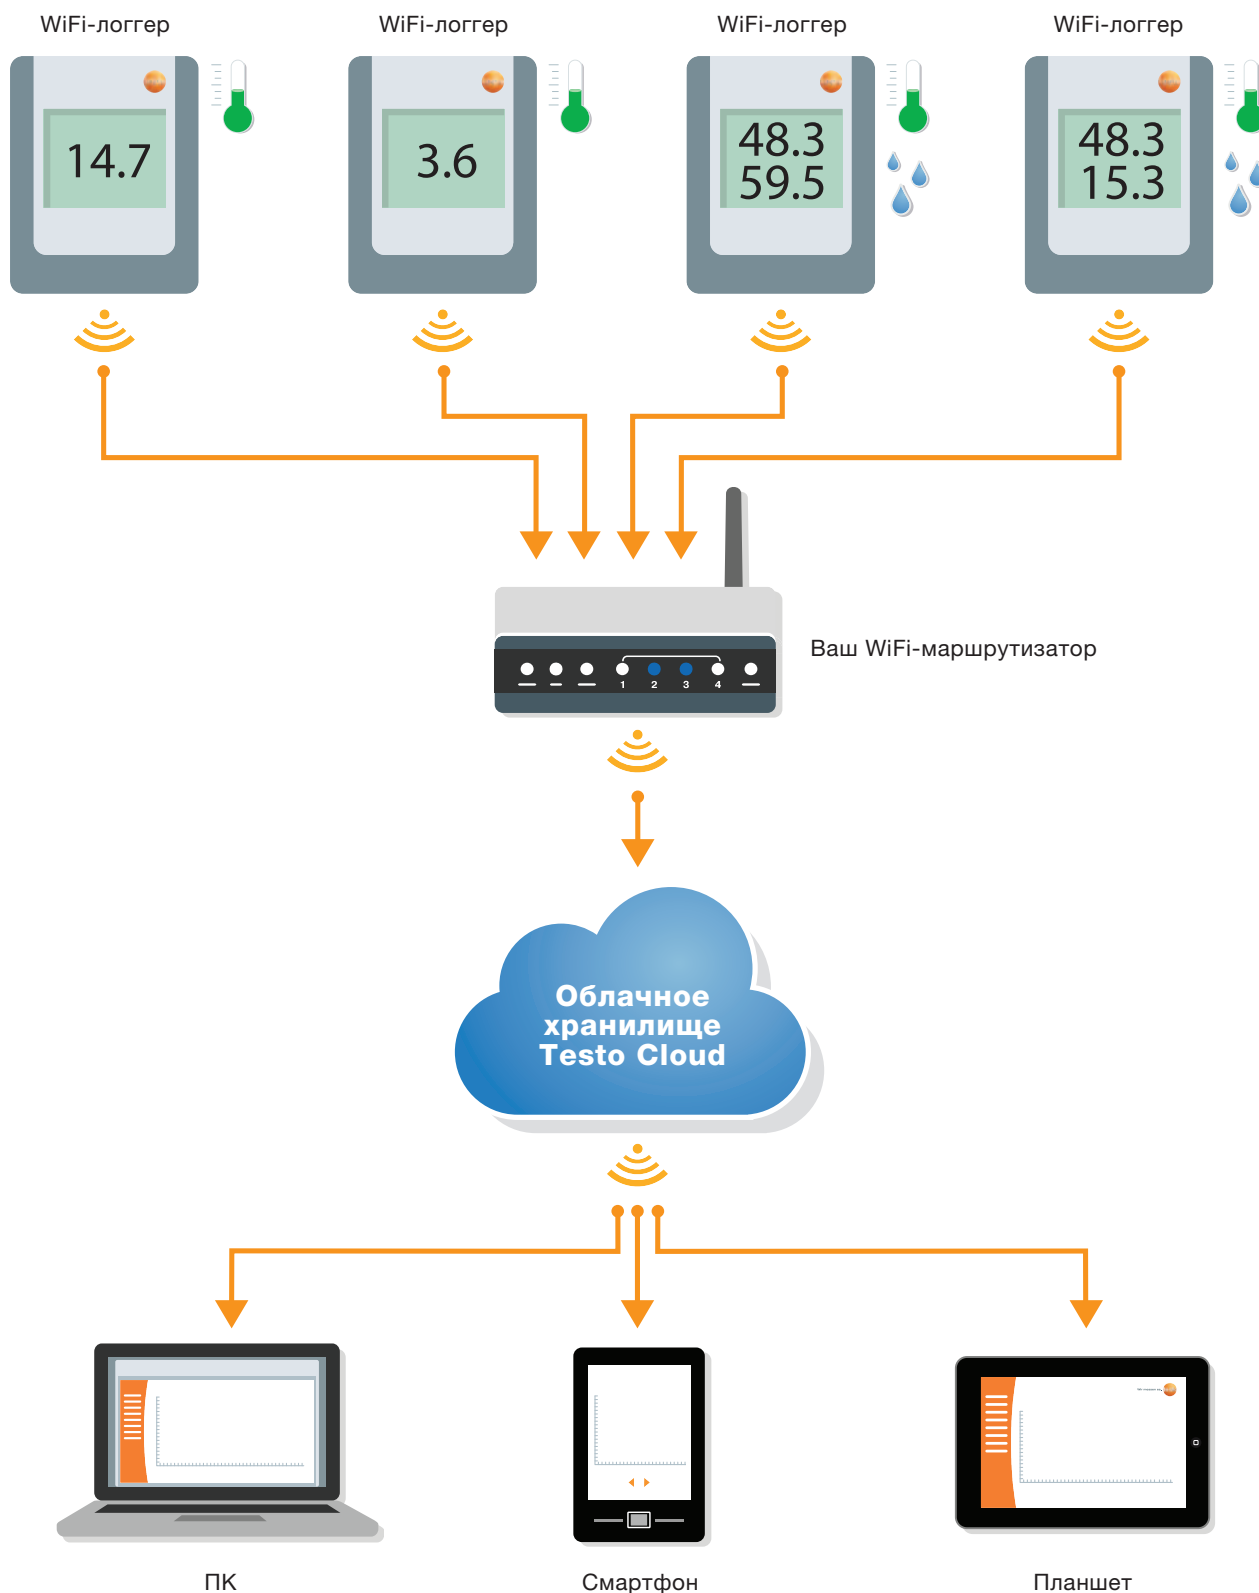 WiFi-логгер WiFi-логгер WiFi-логгер WiFi-логгер
14.7
3.6
48.3
59.5
48.3
15.3
Ваш WiFi-маршрутизатор
1 2 3 4
Облачное
хранилище
Testo Cloud
ПК Смартфон Планшет